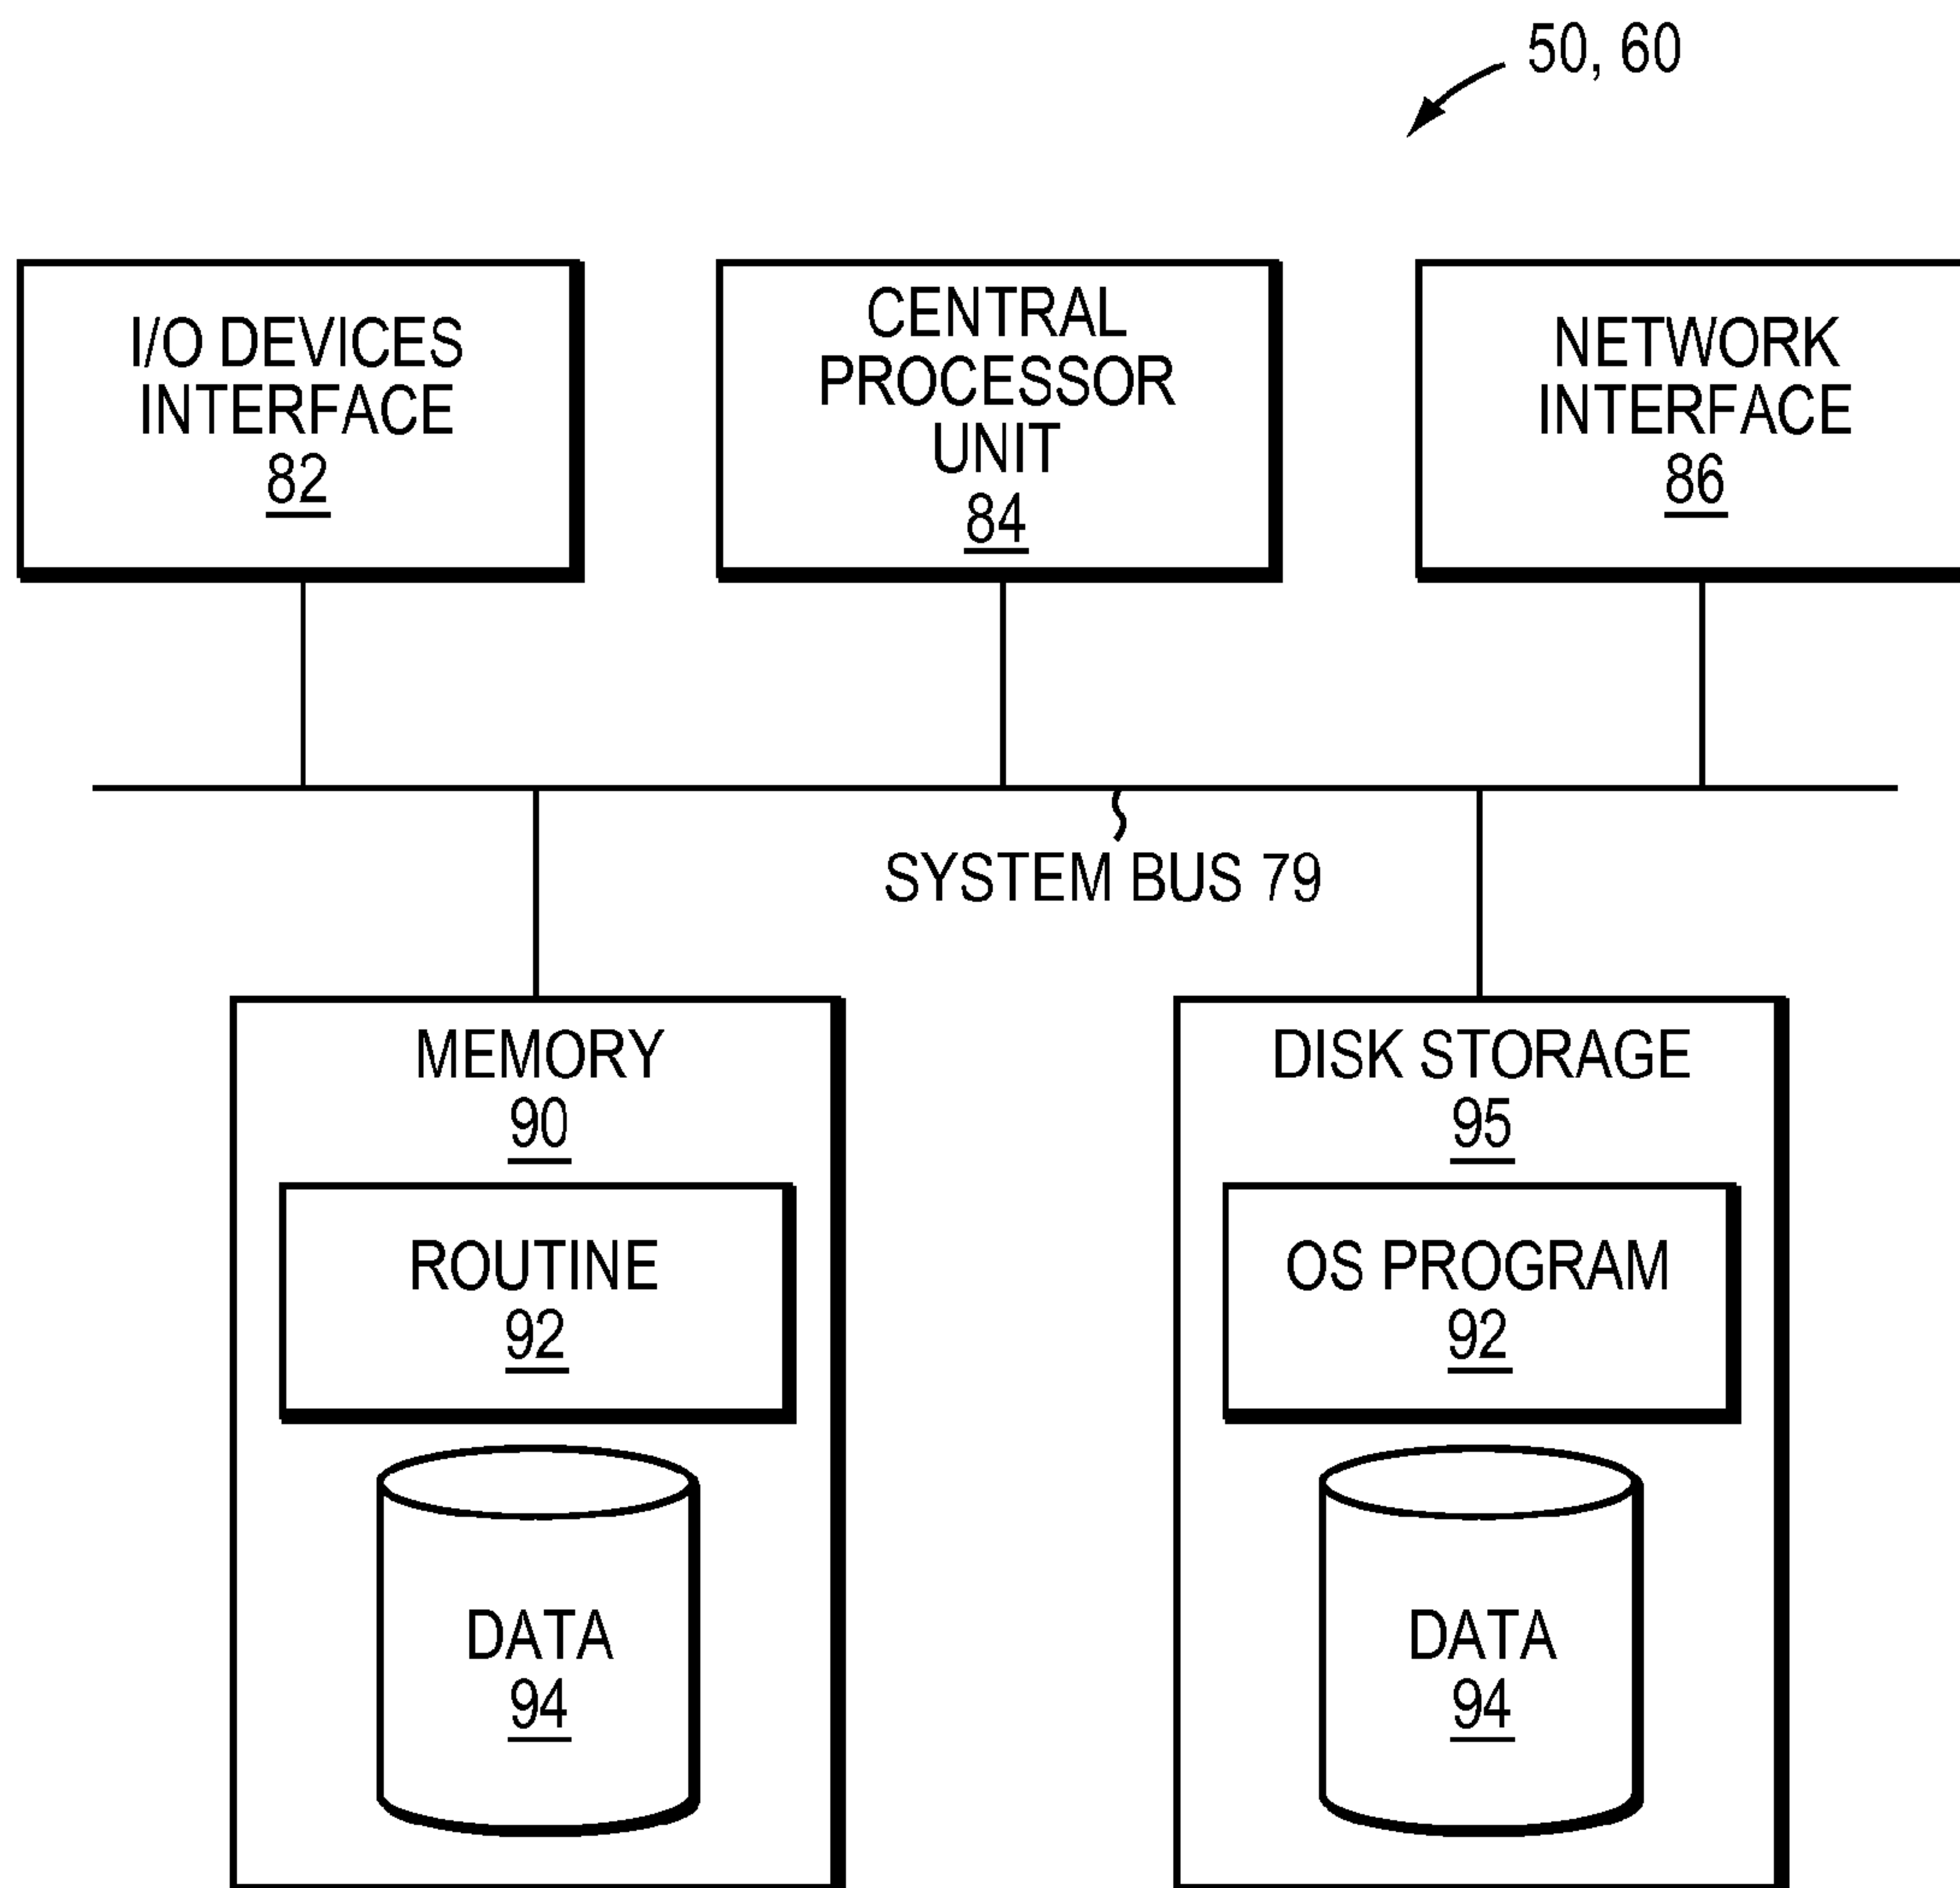 50, 60
I/O DEVICES
INTERFACE
82
CENTRAL
PROCESSOR
UNIT
84
NETWORK
INTERFACE
86
SYSTEM BUS 79
MEMORY
90
ROUTINE
92
DATA
94
DISK STORAGE
95
OS PROGRAM
92
DATA
94